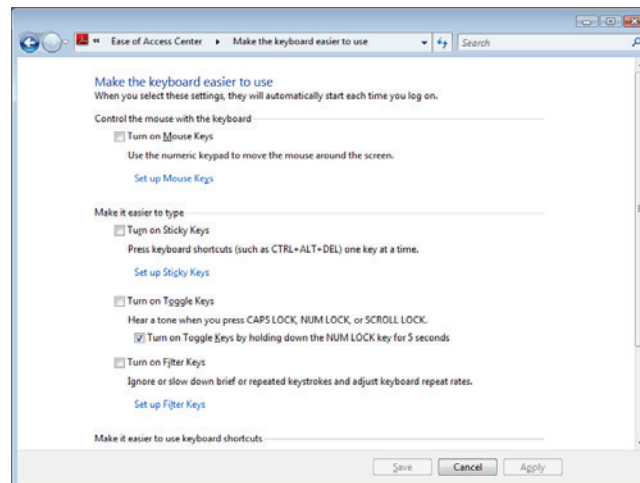 Ease of Access Center ▸ Make the keyboard easier to use
Search
Make the keyboard easier to use
When you select these settings, they will automatically start each time you log on.
Control the mouse with the keyboard
Turn on Mouse Keys
Use the numeric keypad to move the mouse around the screen.
Set up Mouse Keys
Make it easier to type
Turn on Sticky Keys
Press keyboard shortcuts (such as CTRL+ALT+DEL) one key at a time.
Set up Sticky Keys
Turn on Toggle Keys
Hear a tone when you press CAPS LOCK, NUM LOCK, or SCROLL LOCK.
Turn on Toggle Keys by holding down the NUM LOCK key for 5 seconds
Turn on Filter Keys
Ignore or slow down brief or repeated keystrokes and adjust keyboard repeat rates.
Set up Filter Keys
Make it easier to use keyboard shortcuts
Save Cancel Apply